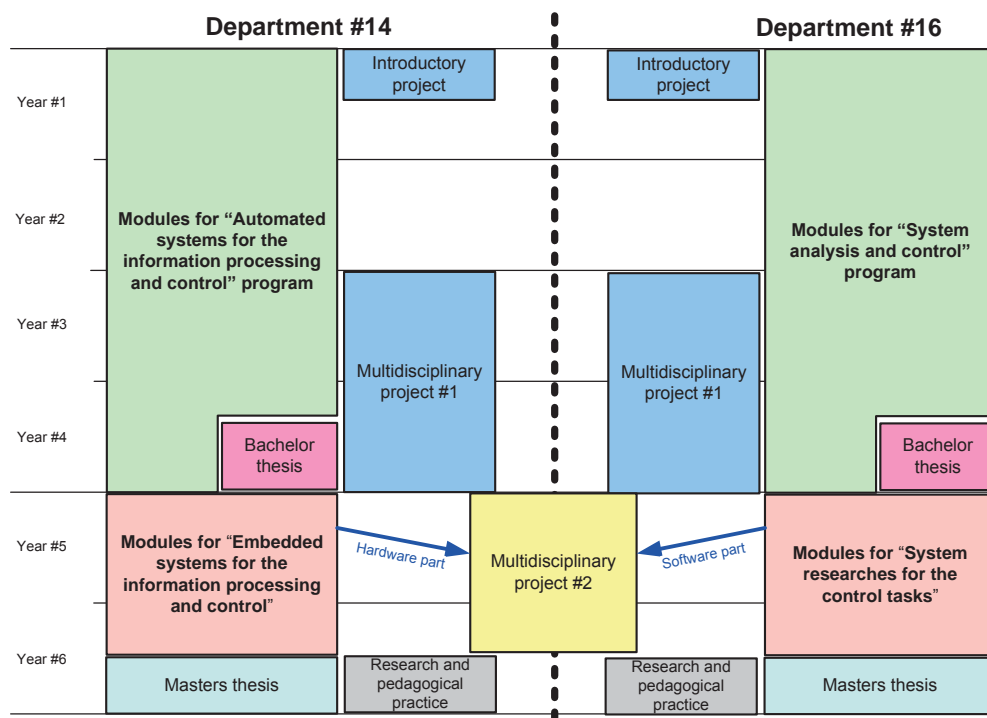 Department #14
Department #16
Year #1
Introductory
project
Introductory
project
Year #2
Modules for “Automated
systems for the
information processing
and control” program
Modules for “System
analysis and control”
program
Year #3
Multidisciplinary
project #1
Multidisciplinary
project #1
Year #4
Bachelor
thesis
Bachelor
thesis
Year #5
Modules for “Embedded
systems for the
information processing
and control”
Hardware part
Multidisciplinary
project #2
Software part
Modules for “System
researches for the
control tasks”
Year #6
Masters thesis
Research and
pedagogical
practice
Research and
pedagogical
practice
Masters thesis